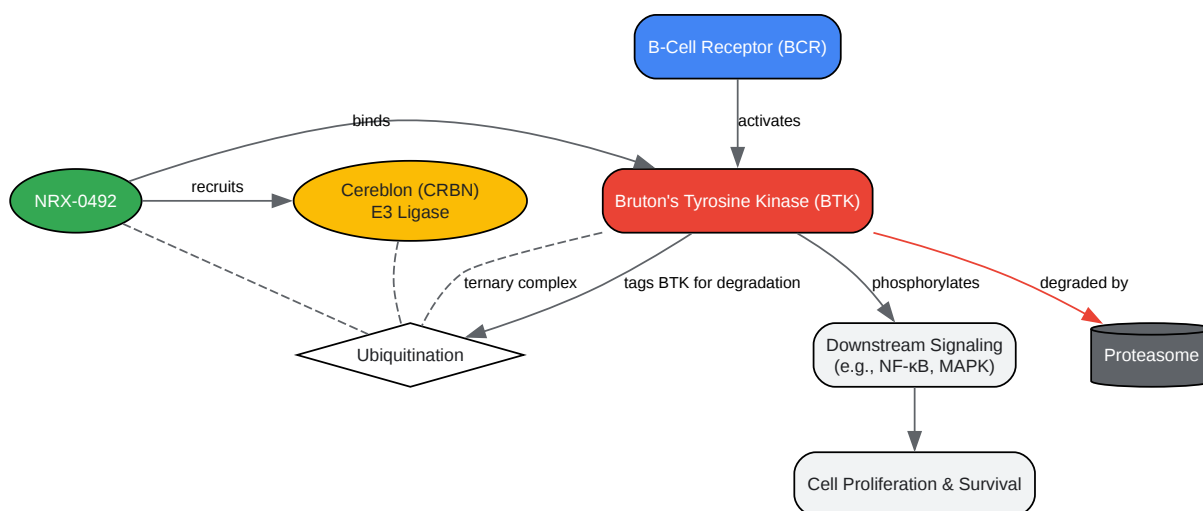 B-Cell Receptor (BCR)
binds
activates
NRX-0492
recruits
Cereblon (CRBN)
E3 Ligase
Bruton's Tyrosine Kinase (BTK)
ternary complex
tags BTK for degradation
phosphorylates
degraded by
Ubiquitination
Downstream Signaling
(e.g., NF-κB, MAPK)
Proteasome
Cell Proliferation & Survival